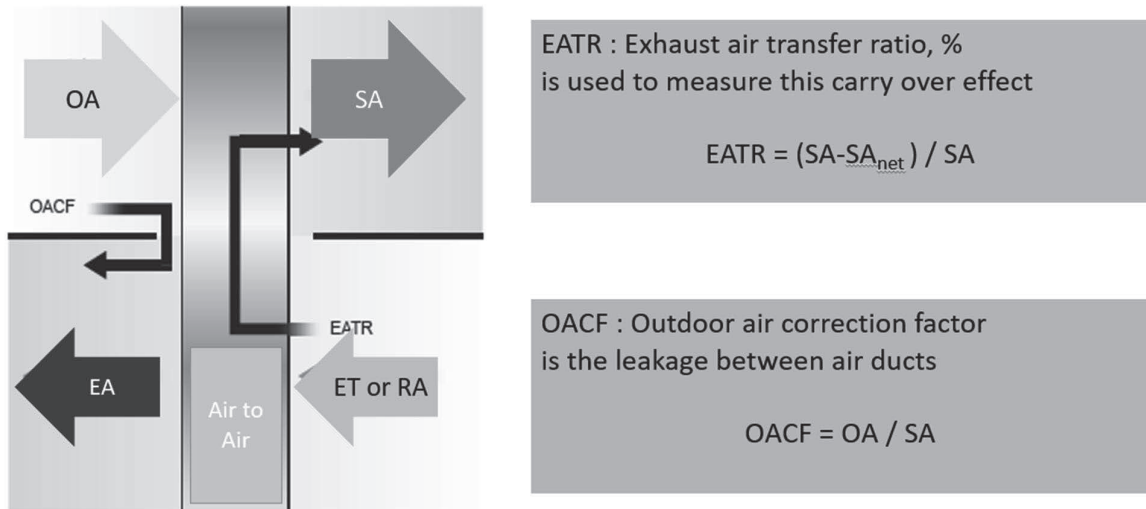 OA
SA
OACF
EATR
EA
ET or RA
Air to
Air
EATR : Exhaust air transfer ratio, %
is used to measure this carry over effect
EATR = (SA-SAnet ) / SA
OACF : Outdoor air correction factor
is the leakage between air ducts
OACF = OA / SA